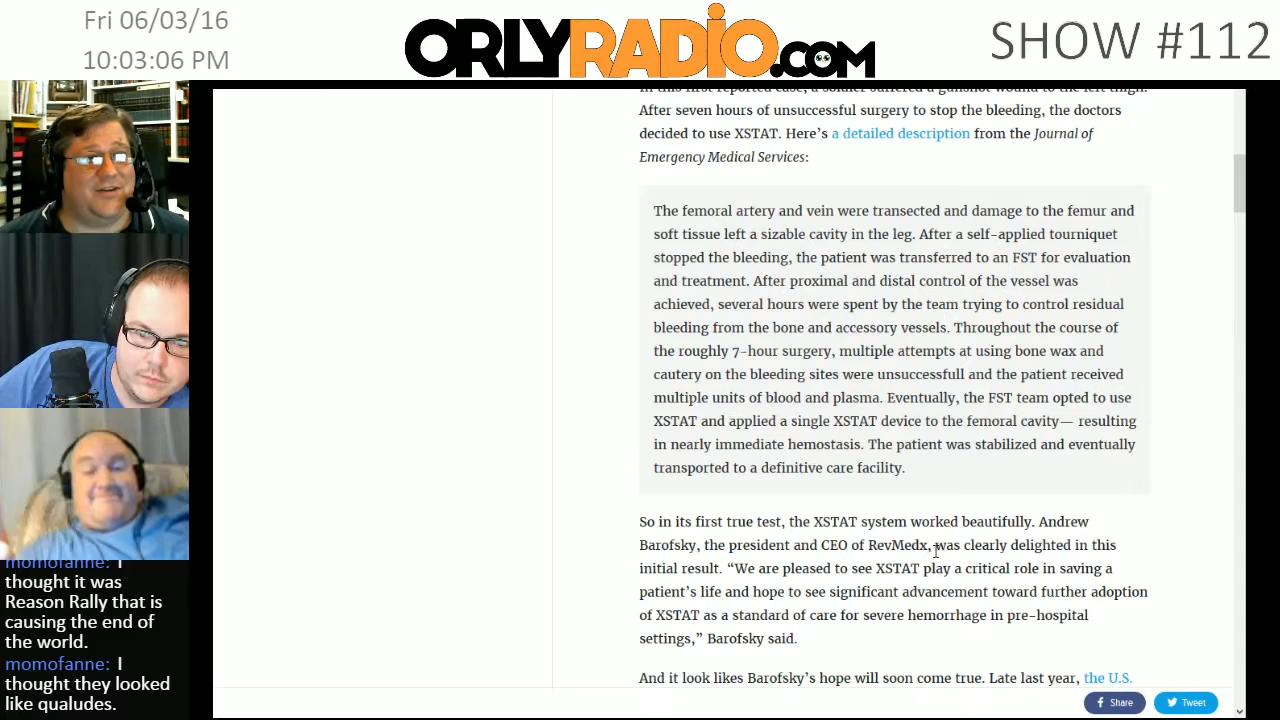 Fri 06/03/16
10:03:06 PM
ORLYRADIO.COM
SHOW #112
In this first reported case, a soldier suffered a gunshot wound to the left thigh.
After seven hours of unsuccessful surgery to stop the bleeding, the doctors
decided to use XSTAT. Here’s a detailed description from the Journal of
Emergency Medical Services:
The femoral artery and vein were transected and damage to the femur and
soft tissue left a sizable cavity in the leg. After a self-applied tourniquet
stopped the bleeding, the patient was transferred to an FST for evaluation
and treatment. After proximal and distal control of the vessel was
achieved, several hours were spent by the team trying to control residual
bleeding from the bone and accessory vessels. Throughout the course of
the roughly 7-hour surgery, multiple attempts at using bone wax and
cautery on the bleeding sites were unsuccessfull and the patient received
multiple units of blood and plasma. Eventually, the FST team opted to use
XSTAT and applied a single XSTAT device to the femoral cavity— resulting
in nearly immediate hemostasis. The patient was stabilized and eventually
transported to a definitive care facility.
So in its first true test, the XSTAT system worked beautifully. Andrew
Barofsky, the president and CEO of RevMedx, was clearly delighted in this
initial result. “We are pleased to see XSTAT play a critical role in saving a
patient’s life and hope to see significant advancement toward further adoption
of XSTAT as a standard of care for severe hemorrhage in pre-hospital
settings,” Barofsky said.
And it look likes Barofsky’s hope will soon come true. Late last year, the U.S.
Share
Tweet
momofanne: I
thought it was
Reason Rally that is
causing the end of
the world.
momofanne: I
thought they looked
like qualudes.